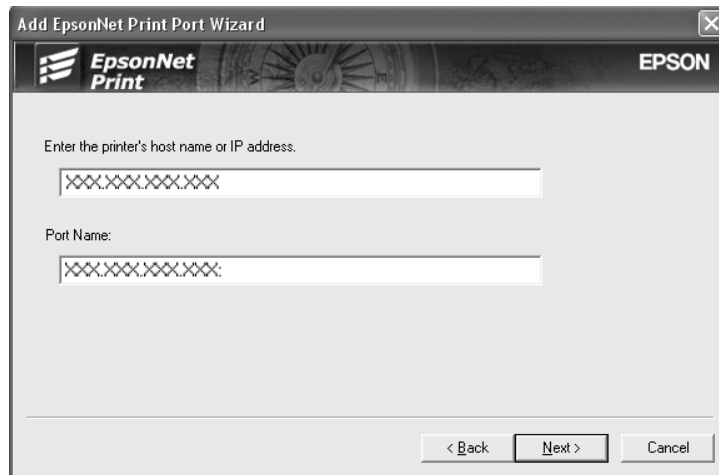 Add EpsonNet Print Port Wizard
EpsonNet
Print
EPSON
Enter the printer's host name or IP address.
XXX.XXX.XXX.XXX
Port Name:
XXX.XXX.XXX.XXX:
< Back
Next >
Cancel